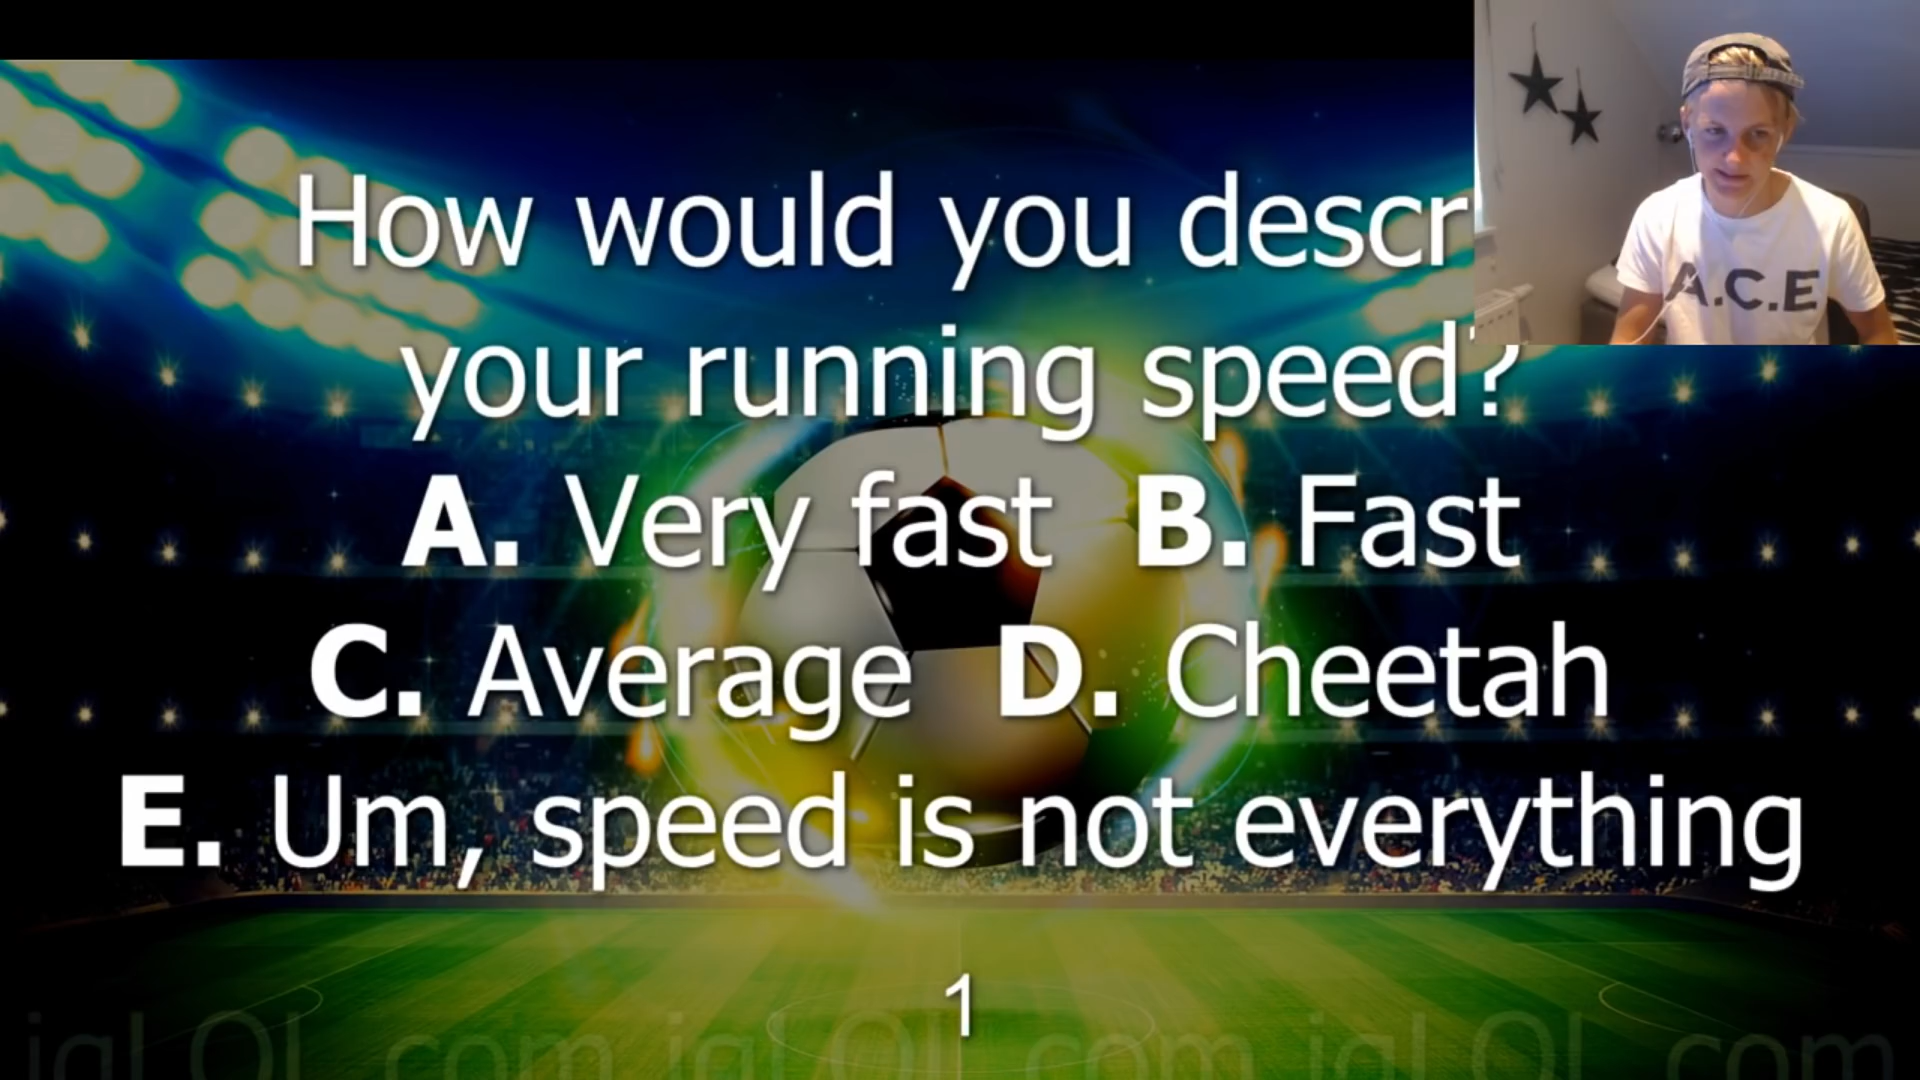 How would you descr
your running speed?
A. Very fast B. Fast
C. Average D. Cheetah
E. Um, speed is not everything
1
A.C.E